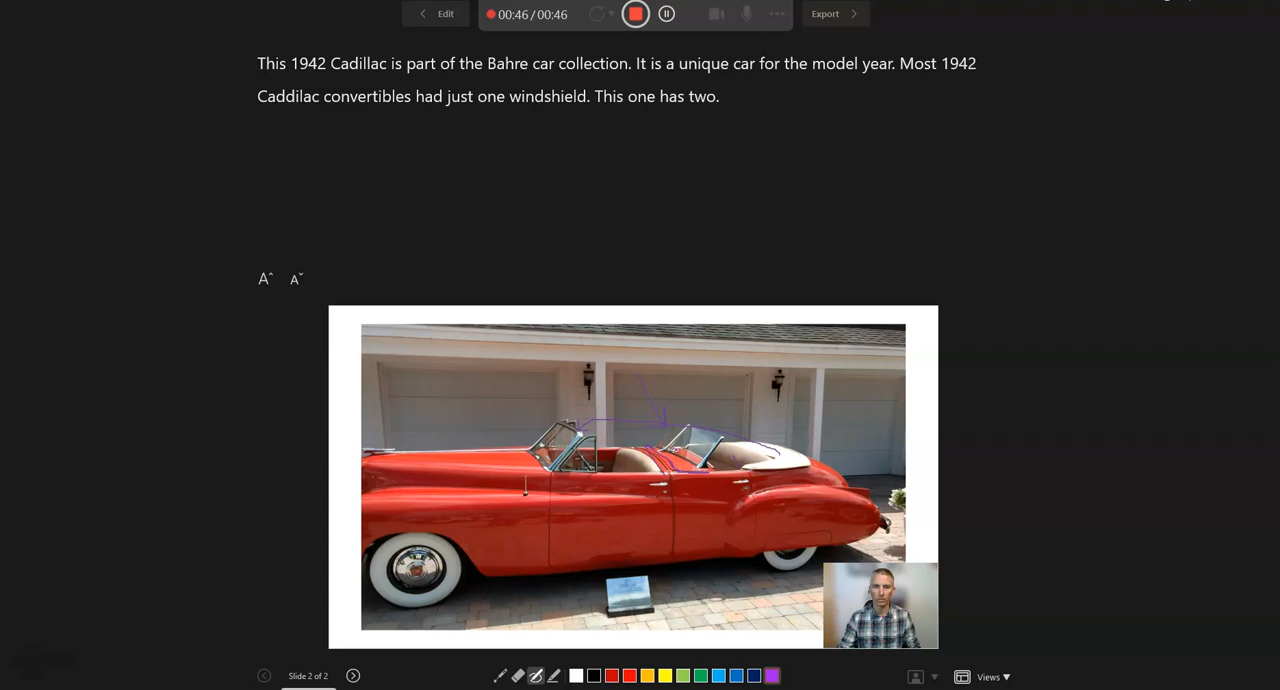 Edit
00:46 / 00:46
Export
This 1942 Cadillac is part of the Bahre car collection. It is a unique car for the model year. Most 1942
Caddilac convertibles had just one windshield. This one has two.
A A
Slide 2 of 2
Views